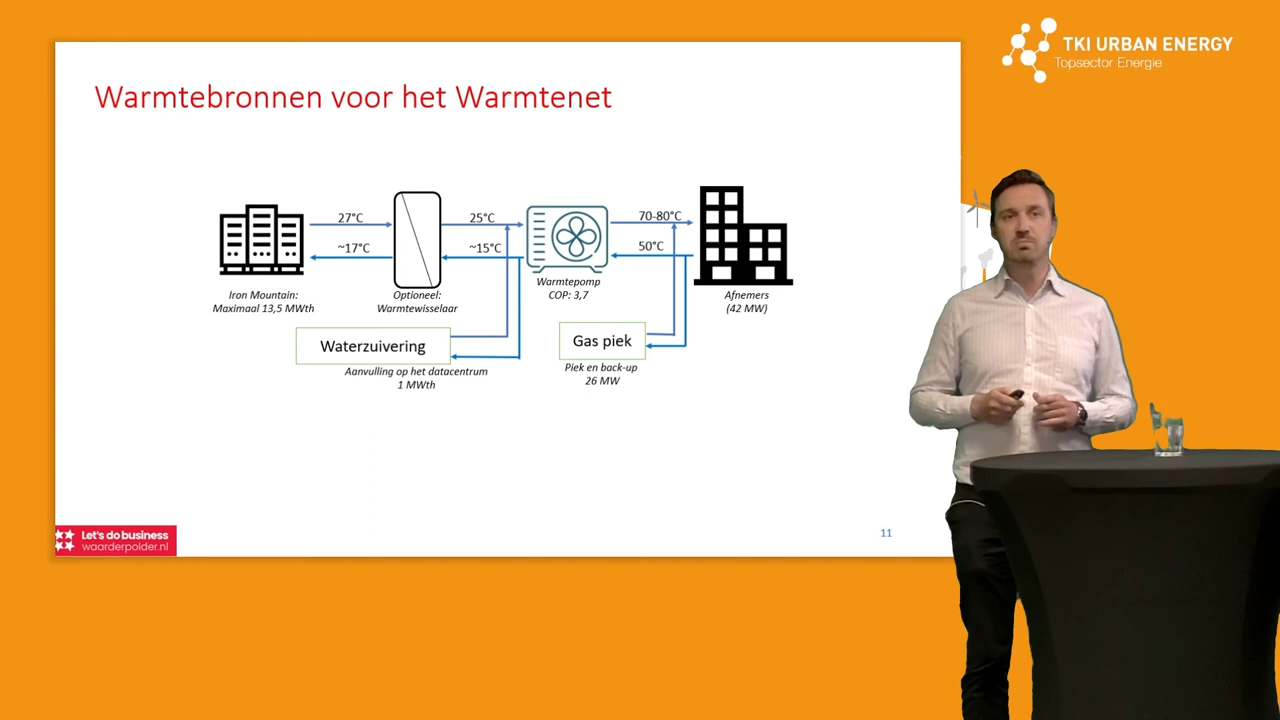 TKI URBAN ENERGY
Topsector Energie
Warmtebronnen voor het Warmtenet
27°C
25°C
70-80°C
~17°C
~15°C
50°C
Iron Mountain:
Maximaal 13,5 MWth
Optioneel:
Warmtewisselaar
Warmtepomp
COP: 3,7
Afnemers
(42 MW)
Waterzuivering
Aanvulling op het datacentrum
1 MWth
Gas piek
Piek en back-up
26 MW
Let's do business
waarderpolder.nl
11